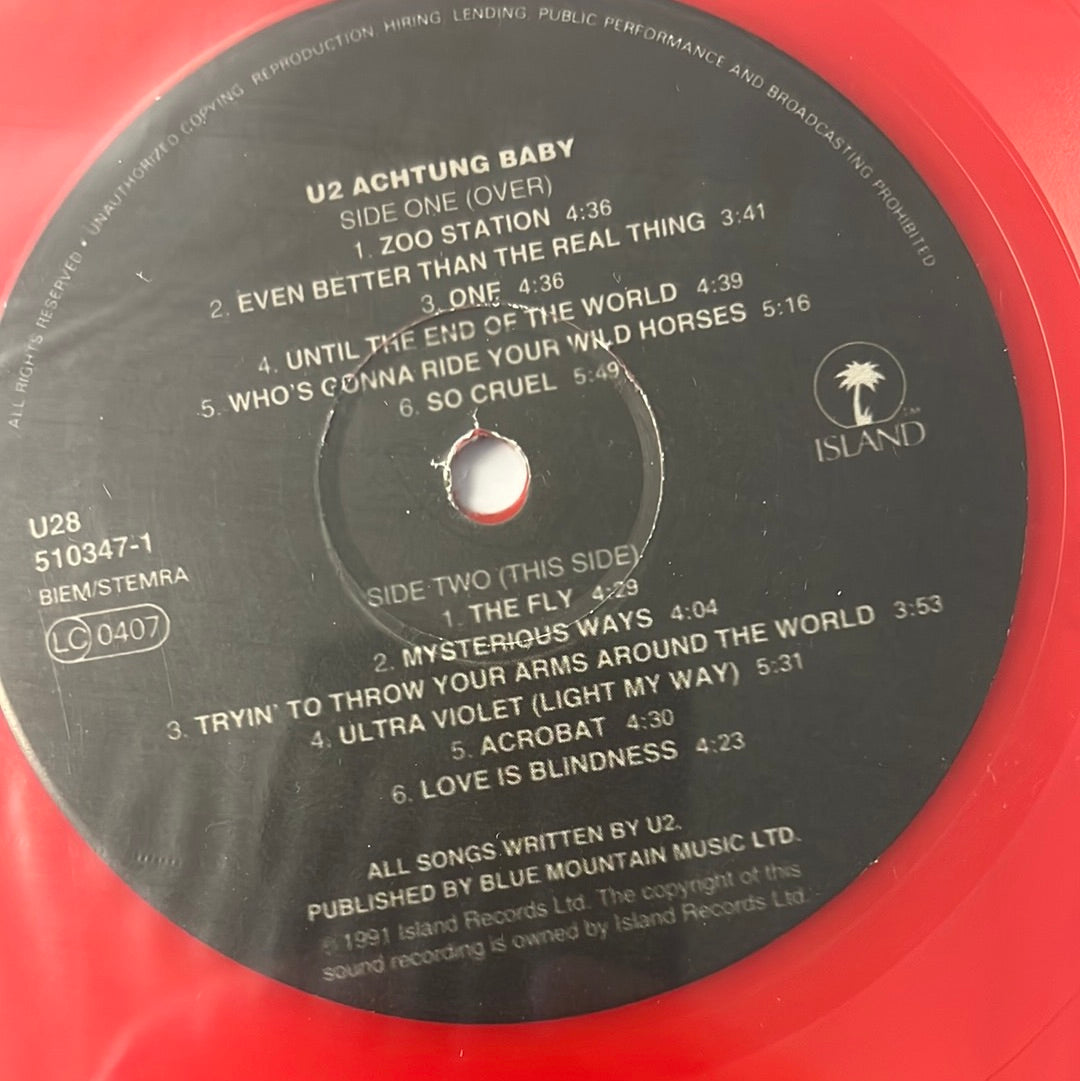 ALL RIGHTS RESERVED • UNAUTHORIZED COPYING REPRODUCTION, HIRING, LENDING, PUBLIC PERFORMANCE AND BROADCASTING PROHIBITED
U2 ACHTUNG BABY
SIDE ONE (OVER)
1. ZOO STATION 4:36
2. EVEN BETTER THAN THE REAL THING 3:41
3. ONE 4:36
4. UNTIL THE END OF THE WORLD 4:39
5. WHO'S GONNA RIDE YOUR WILD HORSES 5:16
6. SO CRUEL 5:49
ISLAND™
U28
510347-1
BIEM/STEMRA
LC 0407
SIDE TWO (THIS SIDE)
1. THE FLY 4:29
2. MYSTERIOUS WAYS 4:04
3. TRYIN' TO THROW YOUR ARMS AROUND THE WORLD 3:53
4. ULTRA VIOLET (LIGHT MY WAY) 5:31
5. ACROBAT 4:30
6. LOVE IS BLINDNESS 4:23
ALL SONGS WRITTEN BY U2.
PUBLISHED BY BLUE MOUNTAIN MUSIC LTD.
1991 Island Records Ltd. The copyright of this
sound recording is owned by Island Records Ltd.